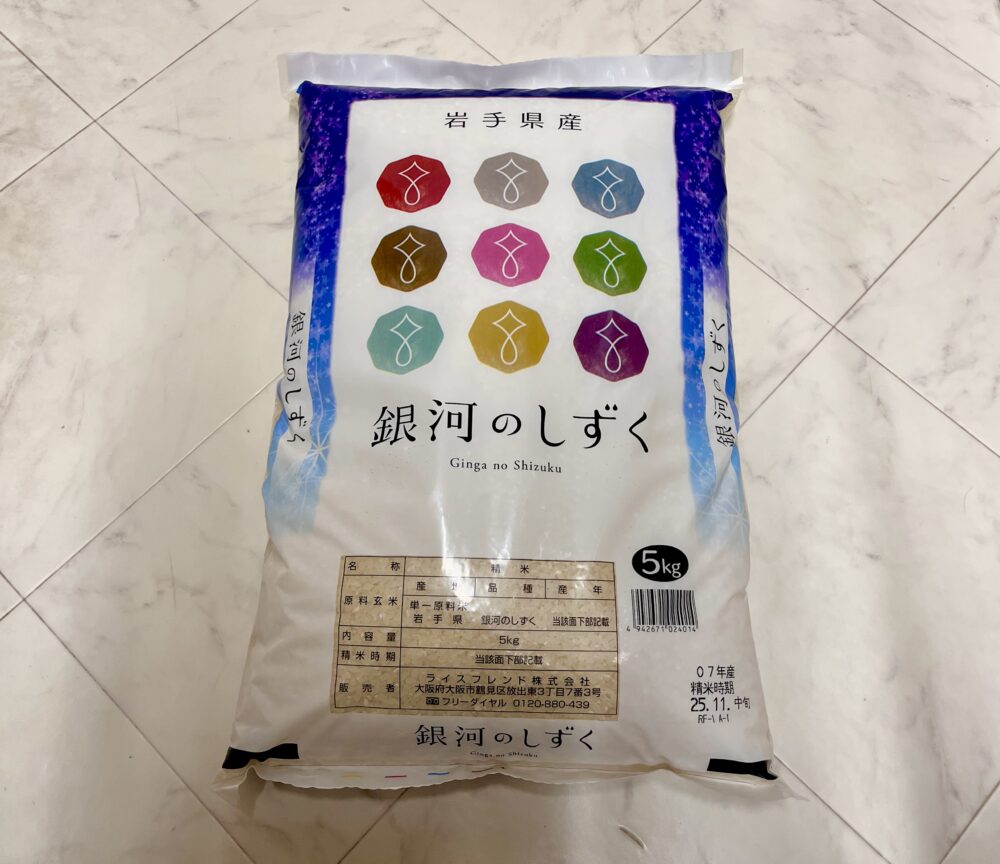 岩手県産
銀河のしずく
銀河のしずく
銀河のしずく
Ginga no Shizuku
5kg
名称 精米
原料玄米 産地 品種 産年
単一原料米
岩手県 銀河のしずく 当該面下部記載
内容量 5kg
精米時期 当該面下部記載
販売者 ライスフレンド株式会社
大阪府大阪市鶴見区放出東3丁目7番3号
フリーダイヤル 0120-880-439
4 942671 024014
07年産
精米時期
25.11.中旬
RF-1 A-1
銀河のしずく
Ginga no Shizuku